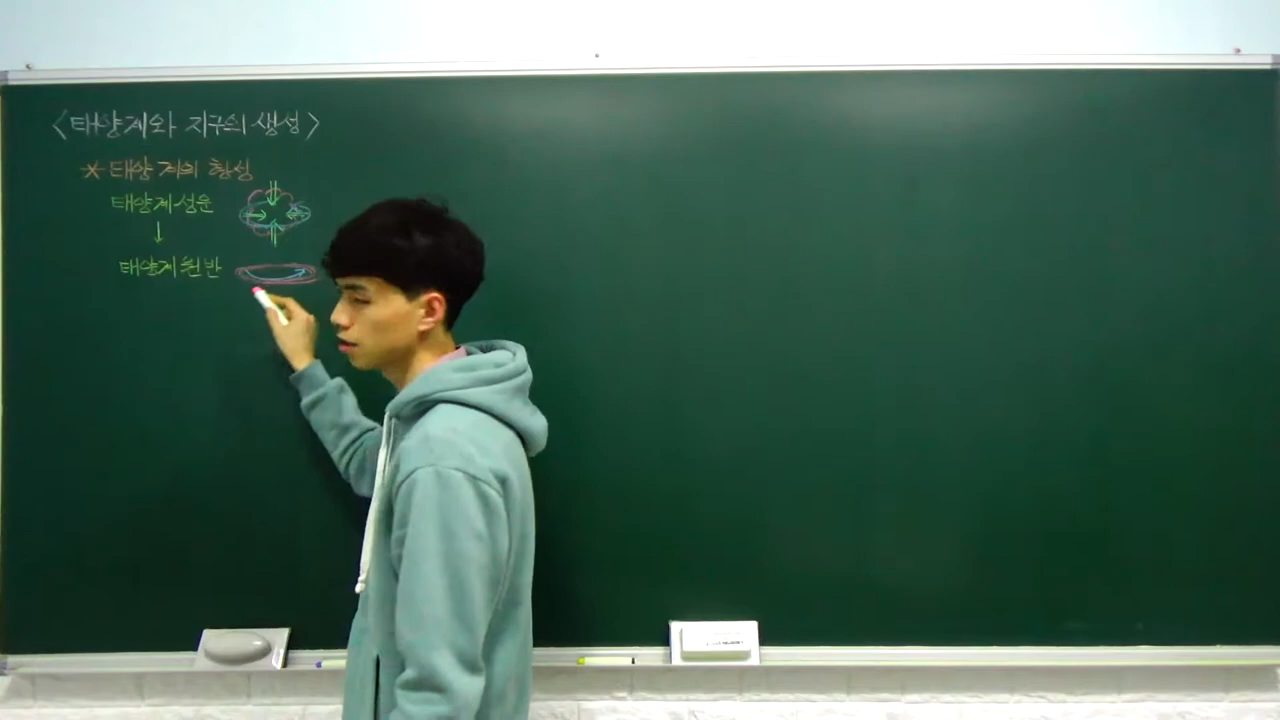 <태양계와 지구의 생성>
* 태양계의 형성
태양계 성운
↓
태양계 원반